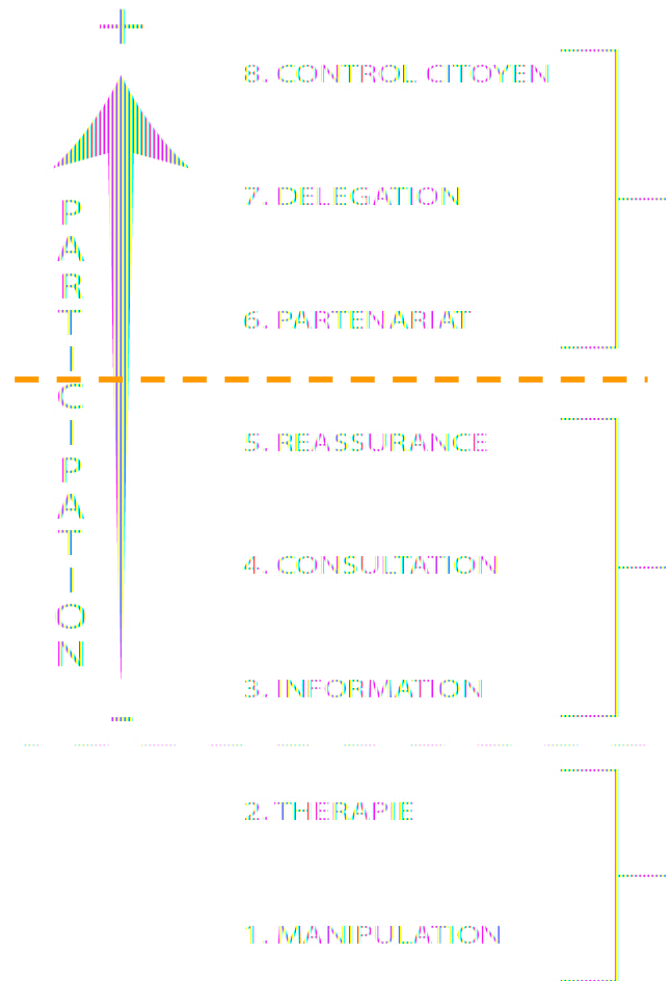 +
8. CONTROL CITOYEN
7. DELEGATION
6. PARTENARIAT
5. REASSURANCE
4. CONSULTATION
3. INFORMATION
2. THERAPIE
1. MANIPULATION
PARTICIPATION
-